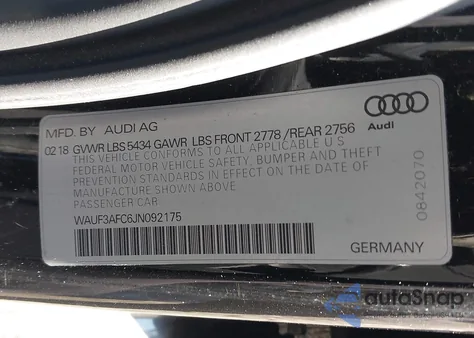 MFD. BY AUDI AG
02 18 GVWR LBS 5434 GAWR LBS FRONT 2778 / REAR 2756
THIS VEHICLE CONFORMS TO ALL APPLICABLE U.S
FEDERAL MOTOR VEHICLE SAFETY, BUMPER AND THEFT
PREVENTION STANDARDS IN EFFECT ON THE DATE OF
MANUFACTURE SHOWN ABOVE.
PASSENGER CAR
WAUF3AFC6JN092175
GERMANY
Audi
0842070
autoSnap